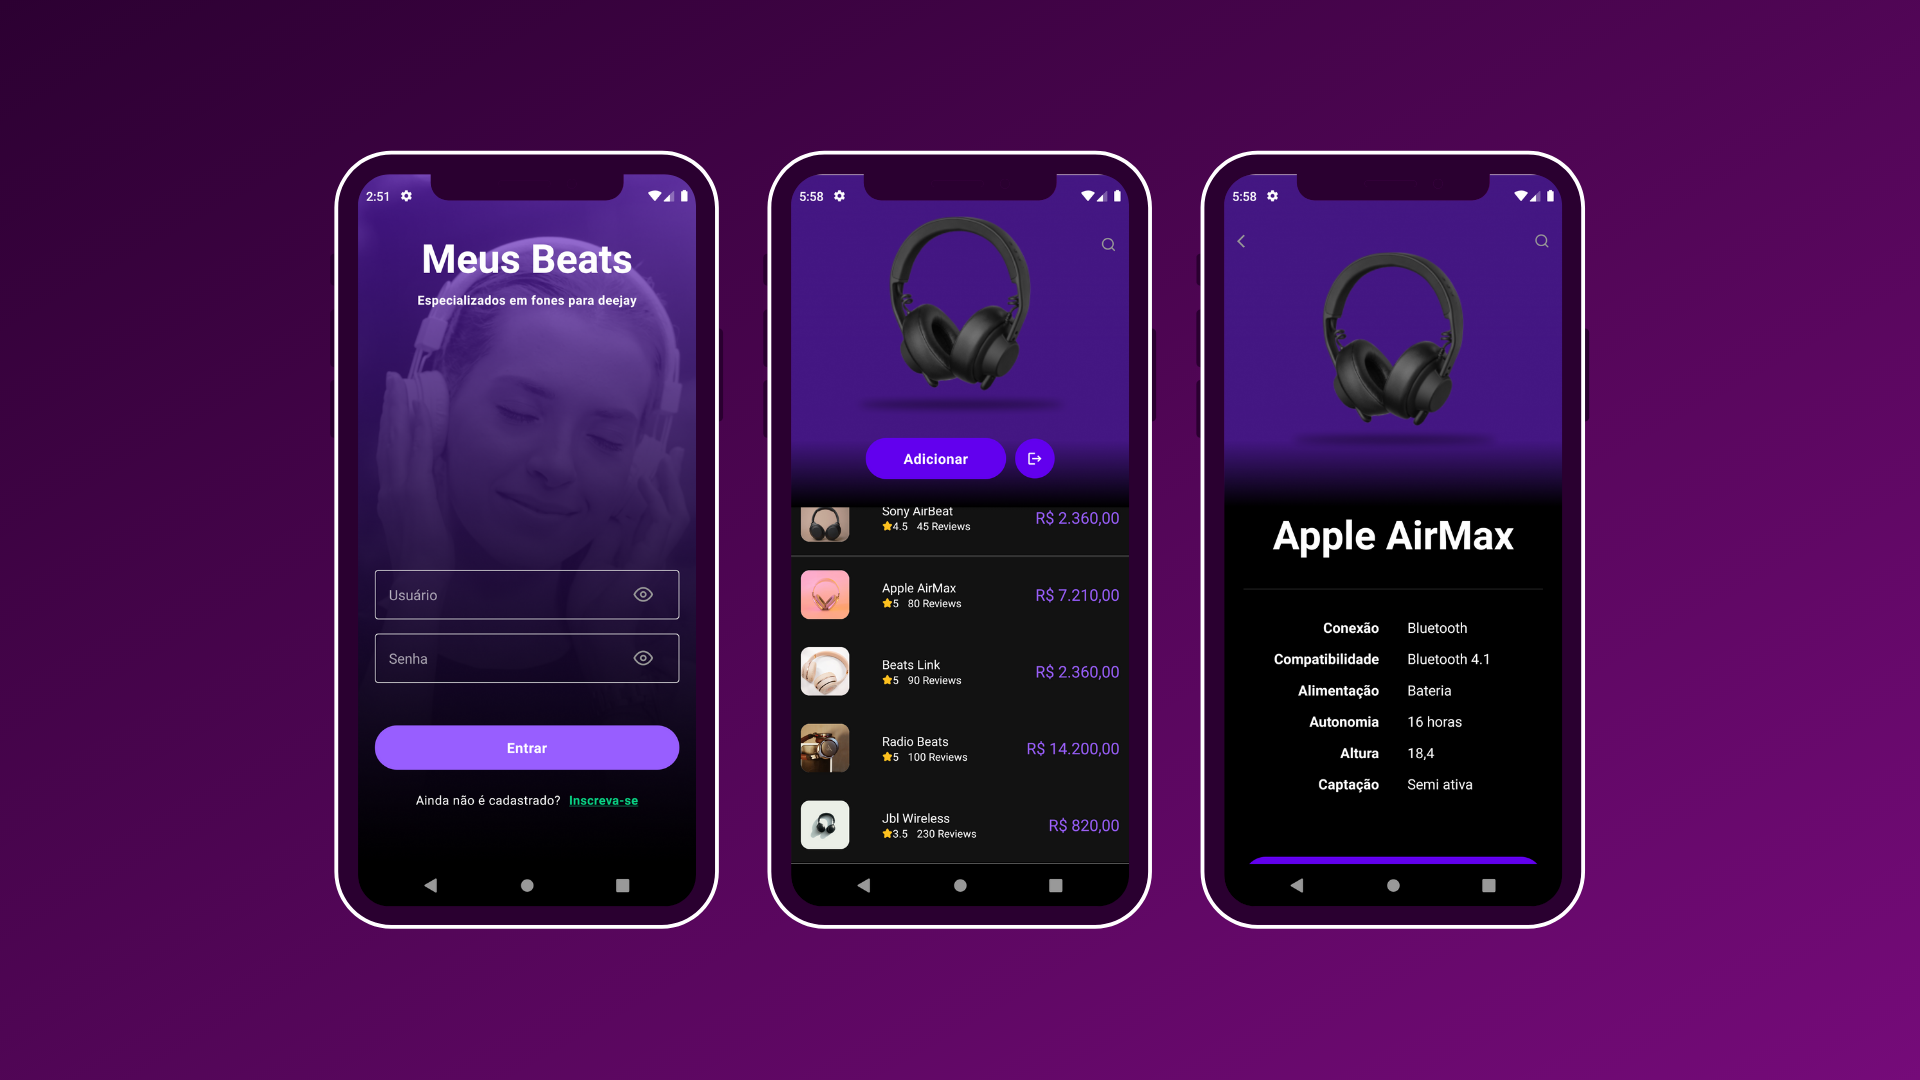 2:51
Meus Beats
Especializados em fones para deejay
Usuário
Senha
Entrar
Ainda não é cadastrado? Inscreva-se
5:58
Adicionar
Sony AirBeat
4.5 45 Reviews
R$ 2.360,00
Apple AirMax
5 80 Reviews
R$ 7.210,00
Beats Link
5 90 Reviews
R$ 2.360,00
Radio Beats
5 100 Reviews
R$ 14.200,00
Jbl Wireless
3.5 230 Reviews
R$ 820,00
5:58
Apple AirMax
Conexão Bluetooth
Compatibilidade Bluetooth 4.1
Alimentação Bateria
Autonomia 16 horas
Altura 18,4
Captação Semi ativa